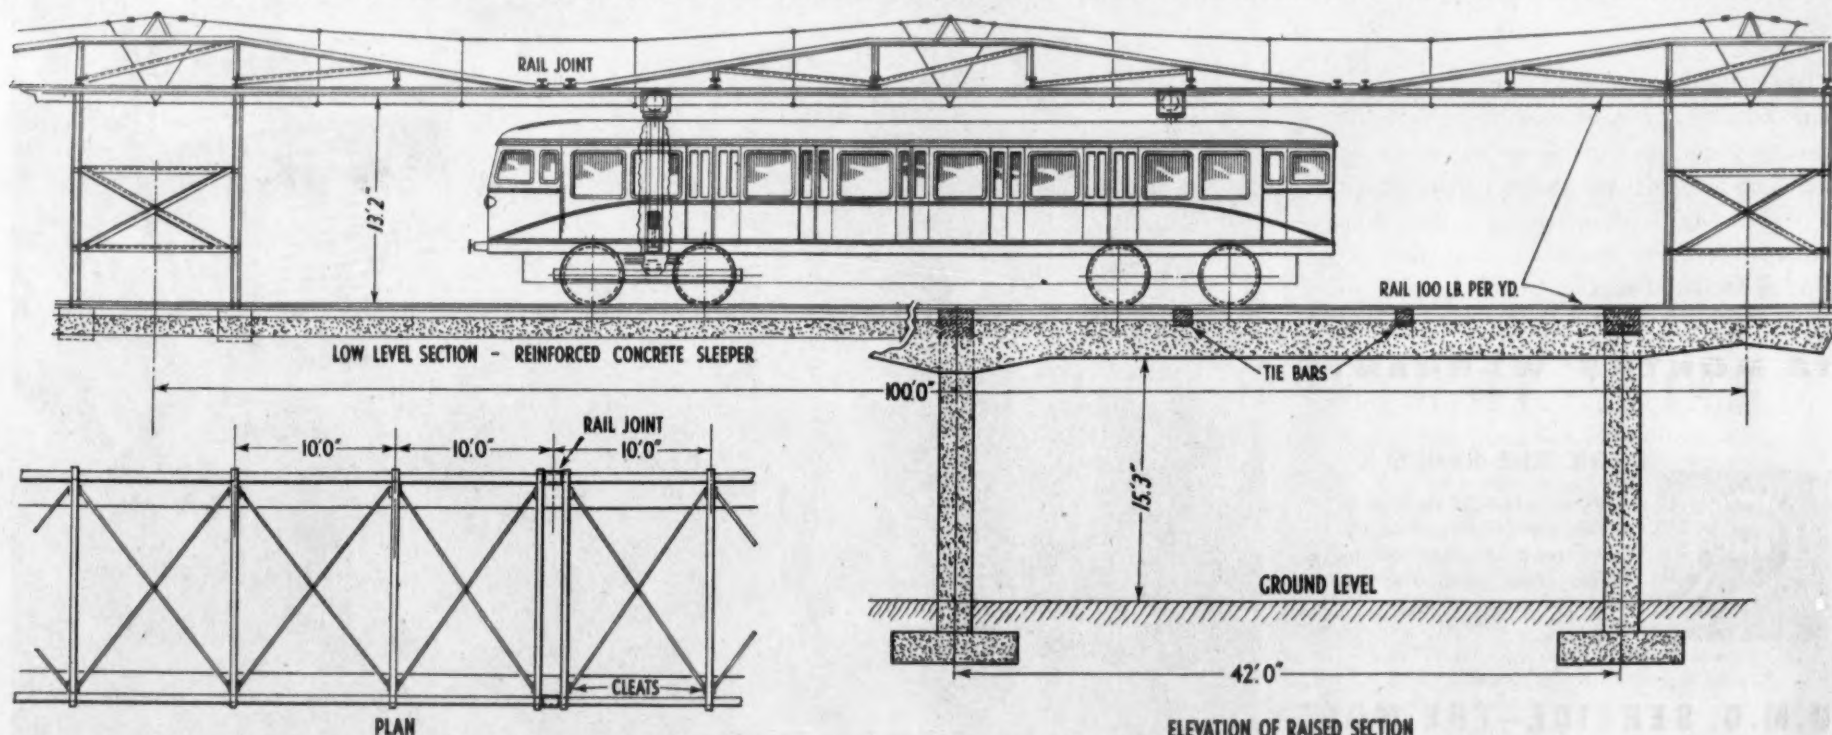 RAIL JOINT
13'.2"
RAIL 100 LB. PER YD.
LOW LEVEL SECTION - REINFORCED CONCRETE SLEEPER
TIE BARS
100'.0"
RAIL JOINT
10'.0"
10'.0"
10'.0"
15'.3"
GROUND LEVEL
42'.0"
CLEATS
PLAN
ELEVATION OF RAISED SECTION